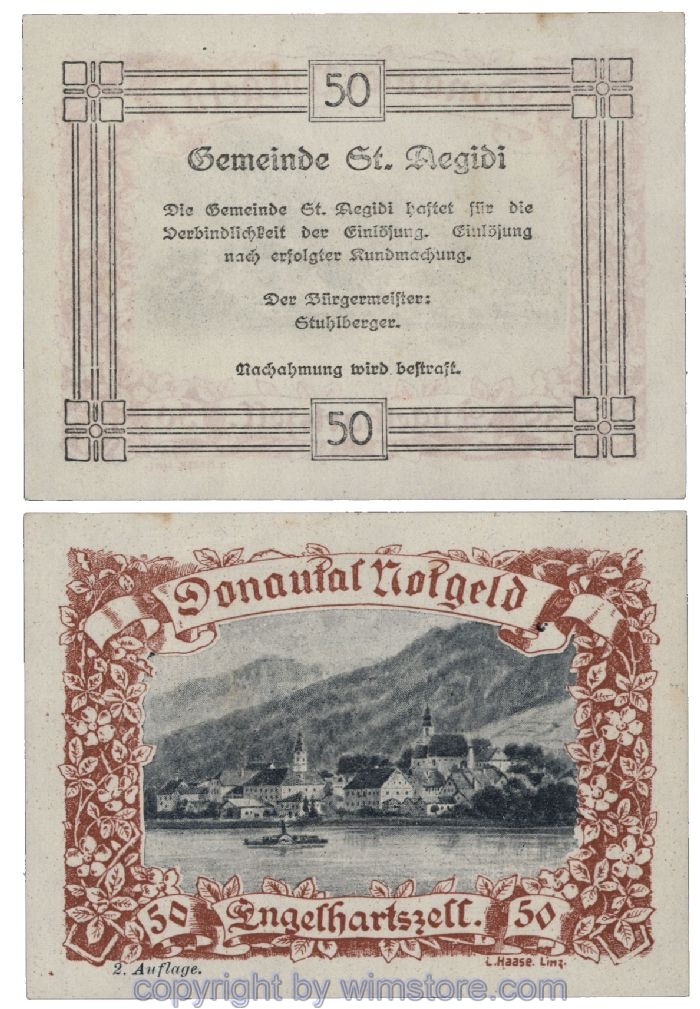 50
Gemeinde St. Aegidi
Die Gemeinde St. Aegidi haftet für die
Verbindlichkeit der Einlösung. Einlösung
nach erfolgter Kundmachung.
Der Bürgermeister:
Stuhlberger.
Nachahmung wird bestraft.
50
Donautal Notgeld
50 Engelhartszell. 50
2. Auflage.
L. Haase. Linz.
copyright by wimstore.com